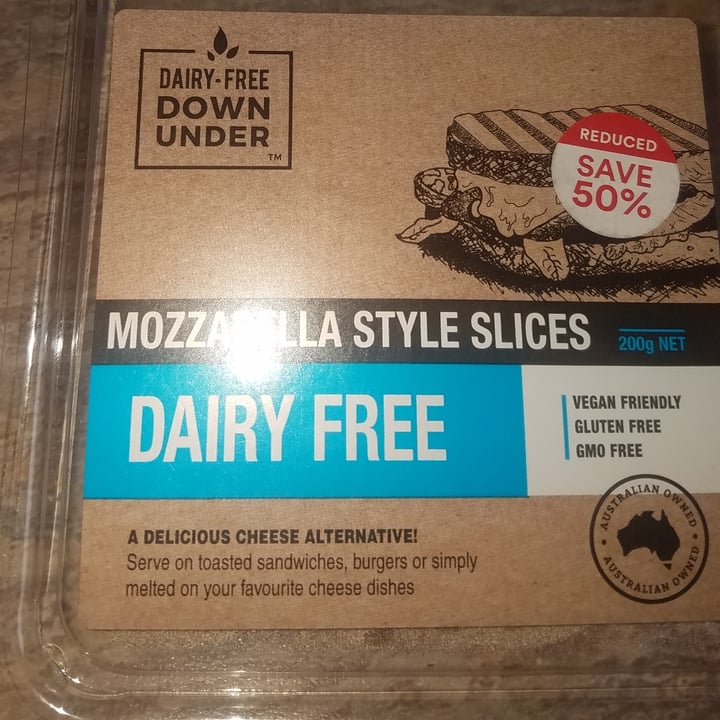 DAIRY-FREE
DOWN
UNDER
TM
REDUCED
SAVE
50%
STYLE SLICES
200g NET
DAIRY FREE
VEGAN FRIENDLY
GLUTEN FREE
GMO FREE
AUSTRALIAN OWNED
AUSTRALIAN OWNED
A DELICIOUS CHEESE ALTERNATIVE!
Serve on toasted sandwiches, burgers or simply
melted on your favourite cheese dishes